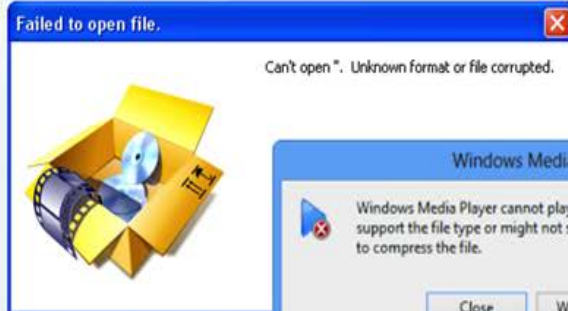 Failed to open file.
Can't open ". Unknown format or file corrupted.
Windows Media
Windows Media Player cannot play
support the file type or might not
to compress the file.
Close